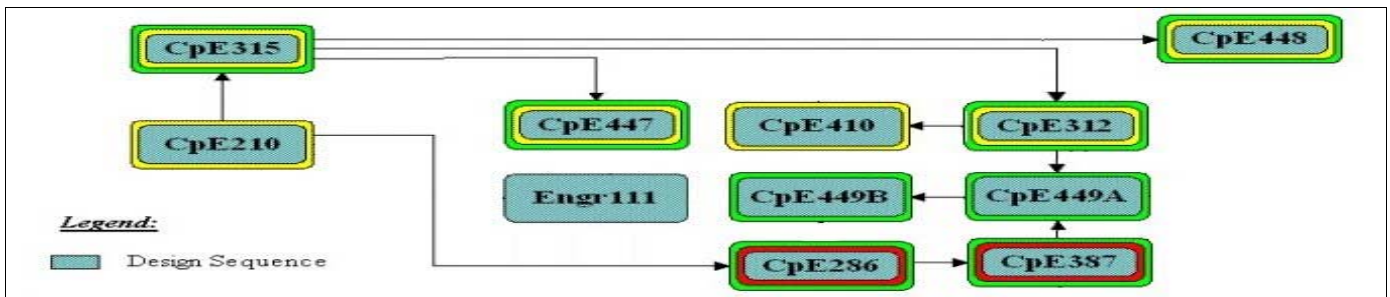 CpE315
CpE448
CpE447
CpE410
CpE312
CpE210
Engr111
CpE449B
CpE449A
Legend:
Design Sequence
CpE286
CpE387